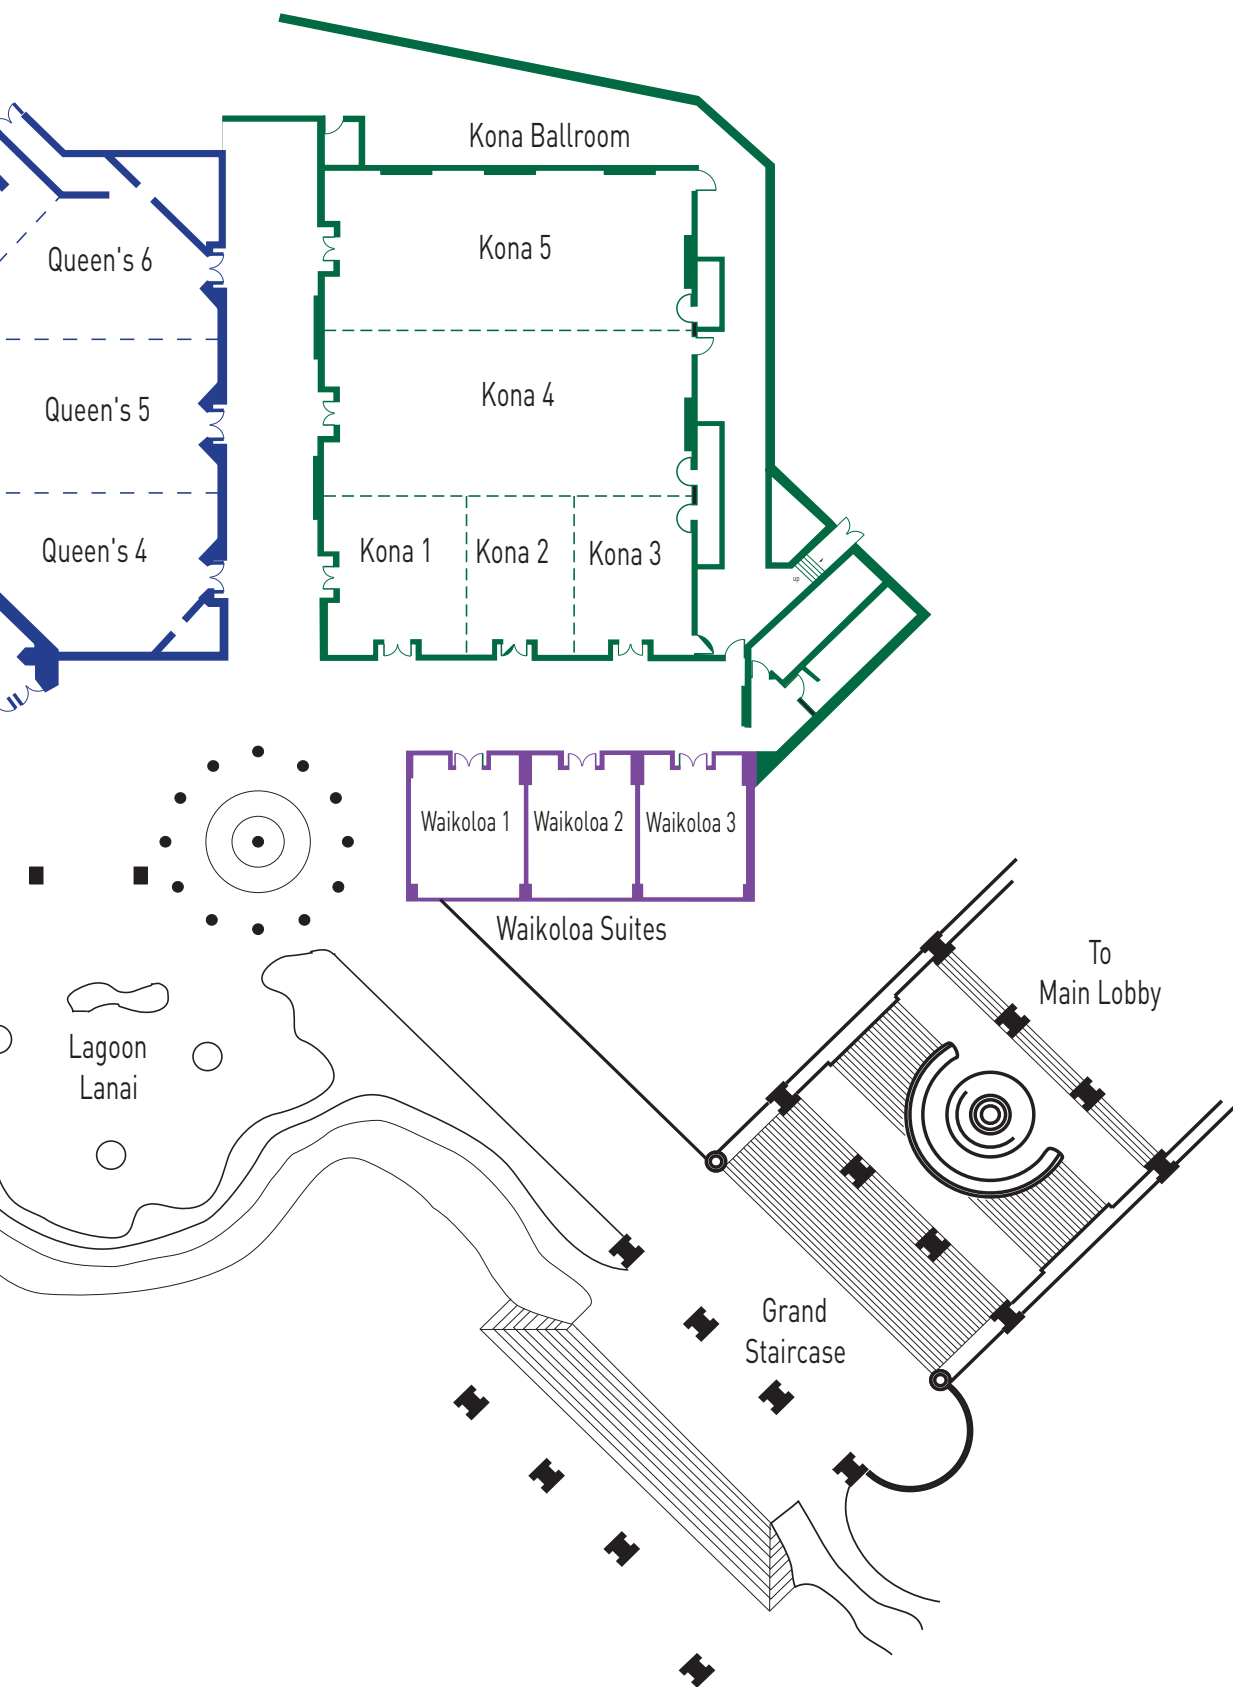 Kona Ballroom
Queen's 6
Kona 5
Queen's 5
Kona 4
Queen's 4
Kona 1
Kona 2
Kona 3
up
Waikoloa 1
Waikoloa 2
Waikoloa 3
Waikoloa Suites
To
Main Lobby
Lagoon
Lanai
Grand
Staircase